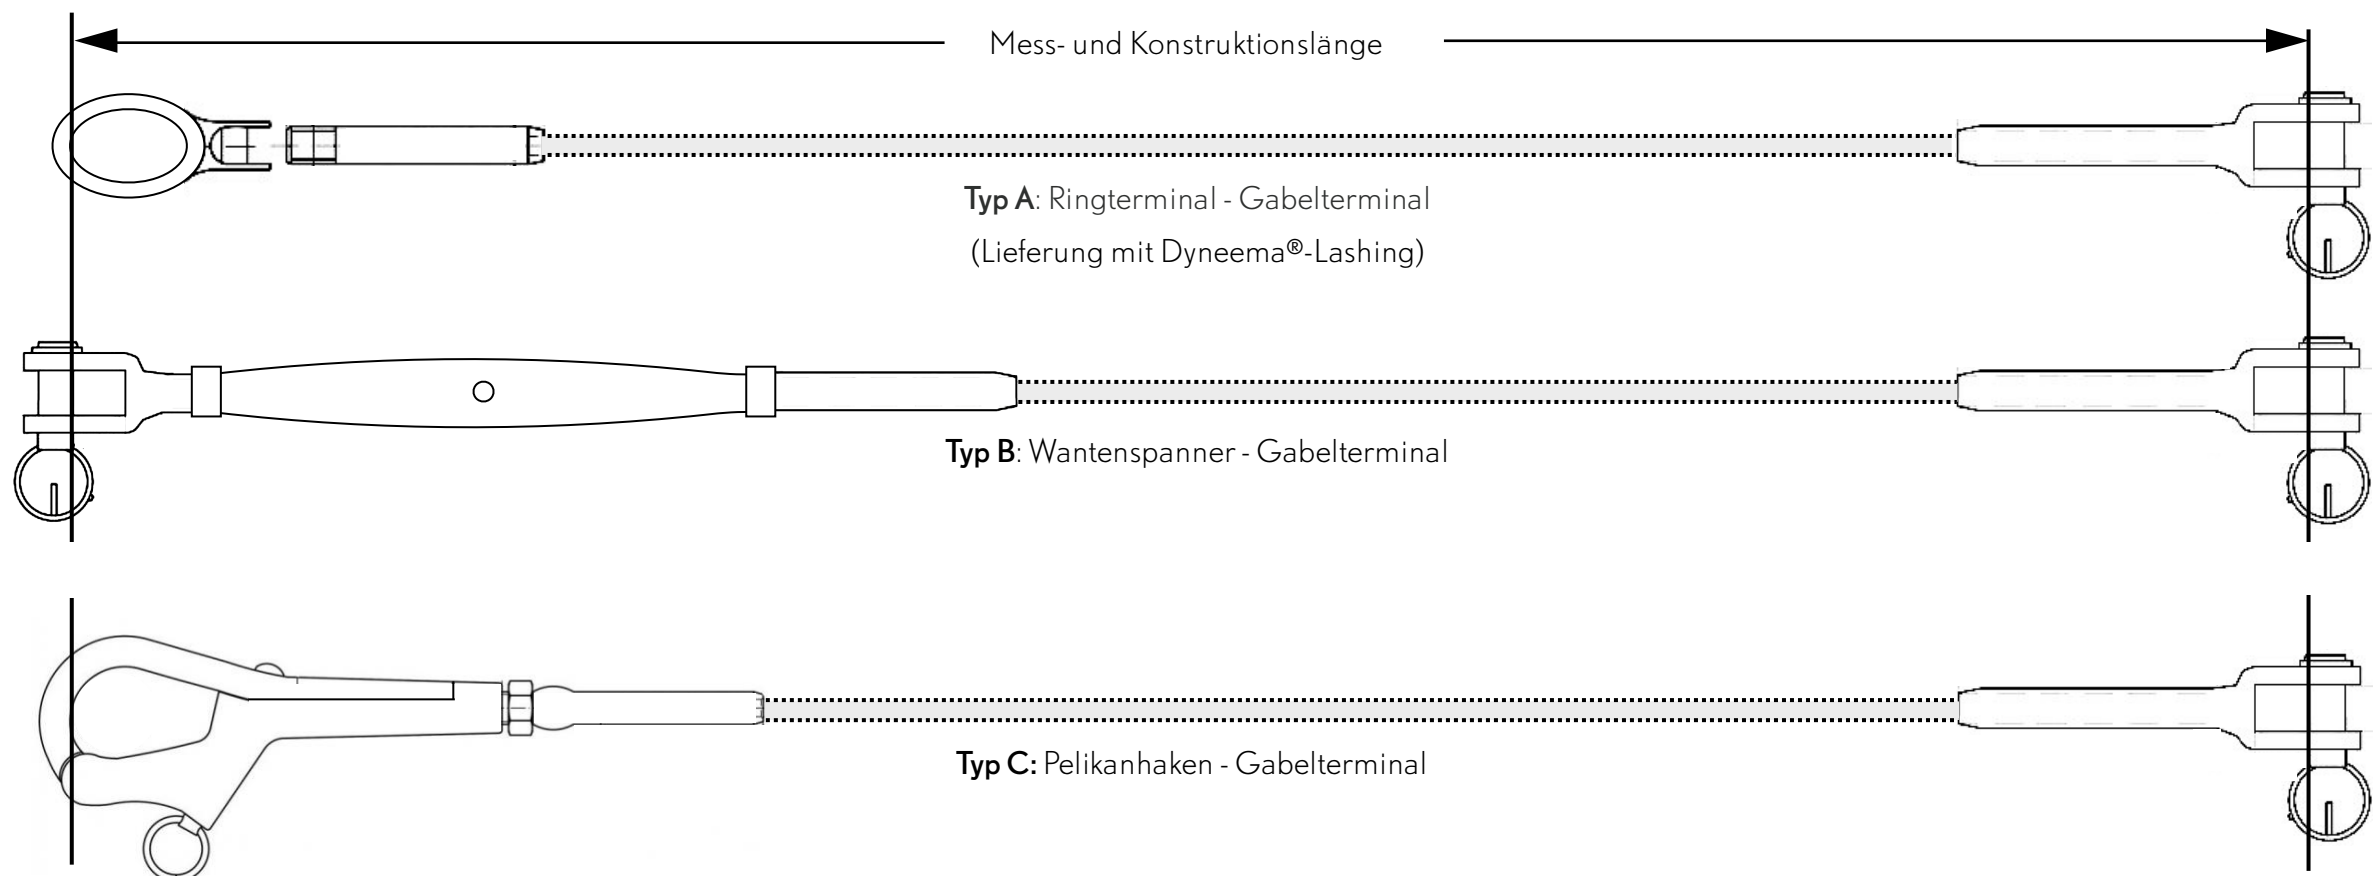 Mess- und Konstruktionslänge
Typ A: Ringterminal - Gabelterminal
(Lieferung mit Dyneema®-Lashing)
Typ B: Wantenspanner - Gabelterminal
Typ C: Pelikanhaken - Gabelterminal